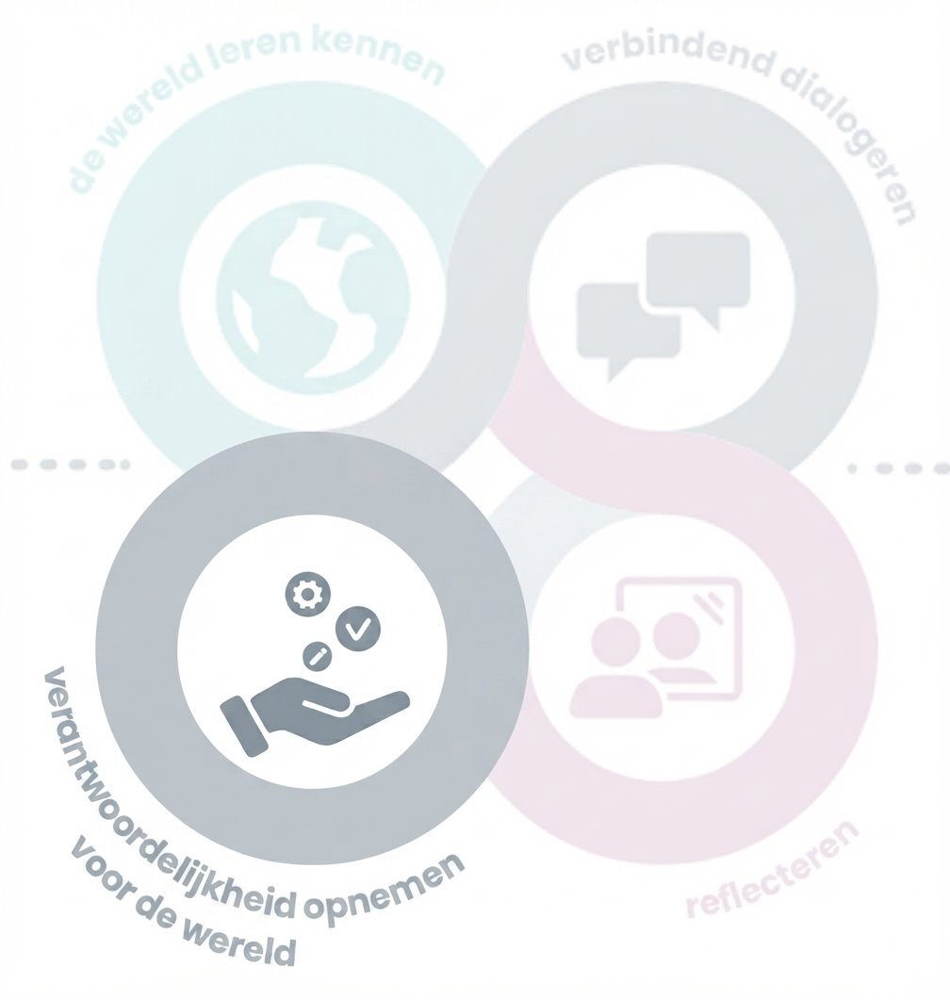 de wereld leren kennen
verbindend dialogeren
verantwoordelijkheid opnemen
voor de wereld
reflecteren